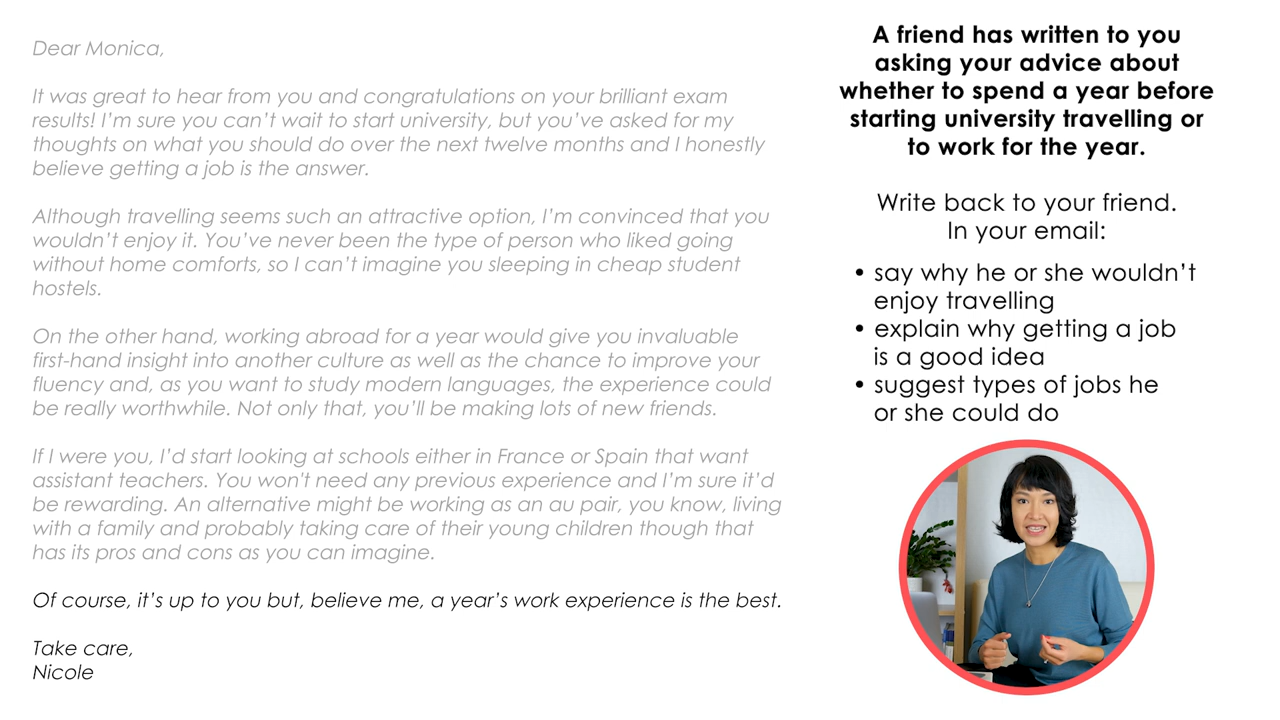 Dear Monica,
It was great to hear from you and congratulations on your brilliant exam
results! I'm sure you can't wait to start university, but you've asked for my
thoughts on what you should do over the next twelve months and I honestly
believe getting a job is the answer.
Although travelling seems such an attractive option, I'm convinced that you
wouldn't enjoy it. You've never been the type of person who liked going
without home comforts, so I can't imagine you sleeping in cheap student
hostels.
On the other hand, working abroad for a year would give you invaluable
first-hand insight into another culture as well as the chance to improve your
fluency and, as you want to study modern languages, the experience could
be really worthwhile. Not only that, you'll be making lots of new friends.
If I were you, I'd start looking at schools either in France or Spain that want
assistant teachers. You won't need any previous experience and I'm sure it'd
be rewarding. An alternative might be working as an au pair, you know, living
with a family and probably taking care of their young children though that
has its pros and cons as you can imagine.
Of course, it's up to you but, believe me, a year's work experience is the best.
Take care,
Nicole
A friend has written to you
asking your advice about
whether to spend a year before
starting university travelling or
to work for the year.
Write back to your friend.
In your email:
• say why he or she wouldn't
enjoy travelling
• explain why getting a job
is a good idea
• suggest types of jobs he
or she could do